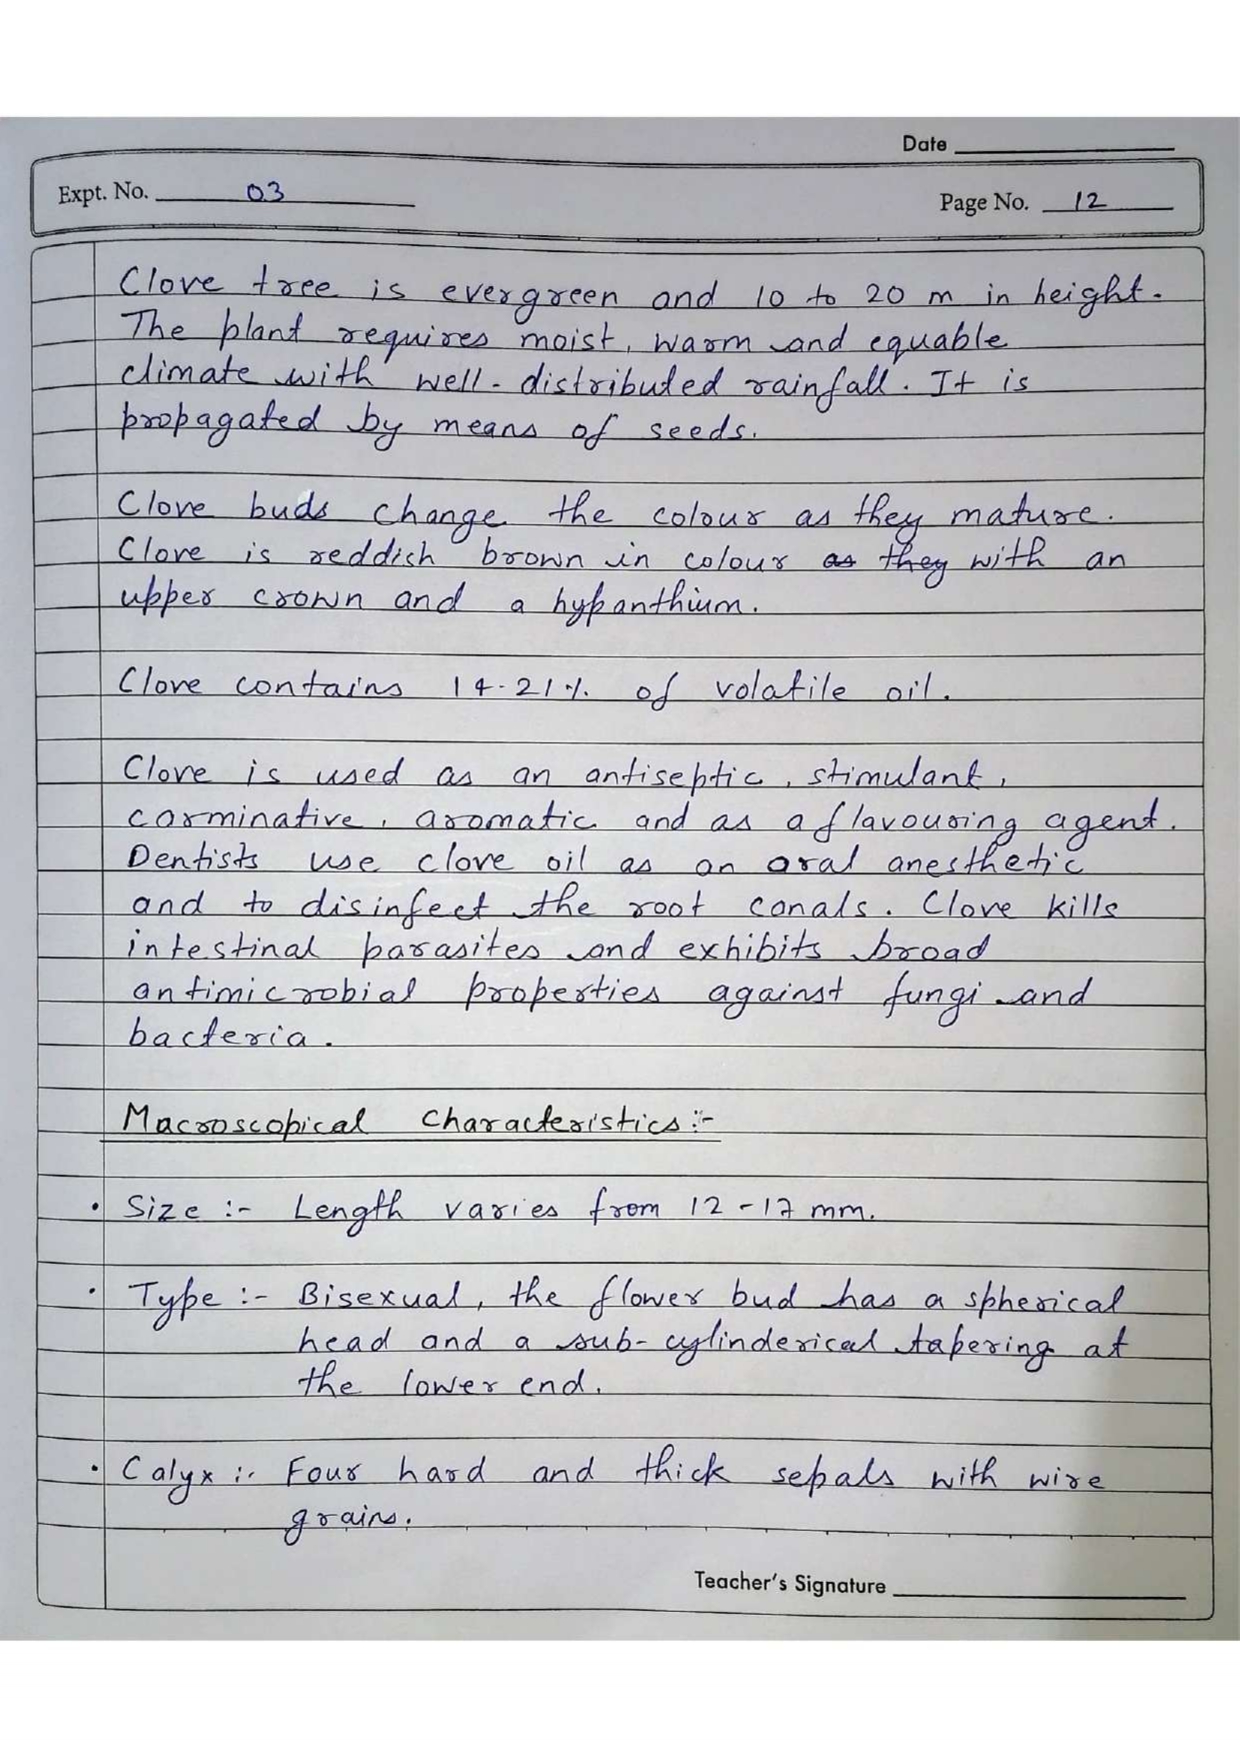 Date
Expt. No. 03
Page No. 12
Clove tree is evergreen and 10 to 20 m in height.
The plant requires moist, warm and equable
climate with well-distributed rainfall. It is
propagated by means of seeds.
Clove buds change the colour as they mature.
Clove is reddish brown in colour as they with an
upper crown and a hypanthium.
Clove contains 14-21% of volatile oil.
Clove is used as an antiseptic, stimulant,
carminative, aromatic and as a flavouring agent.
Dentists use clove oil as an oral anesthetic
and to disinfect the root canals. Clove kills
intestinal parasites and exhibits broad
antimicrobial properties against fungi and
bacteria.
Macroscopical Characteristics :-
• Size :- Length varies from 12-17 mm.
• Type :- Bisexual, the flower bud has a spherical
head and a sub-cylinderical tapering at
the lower end.
• Calyx :- Four hard and thick sepals with wire
grains.
Teacher's Signature